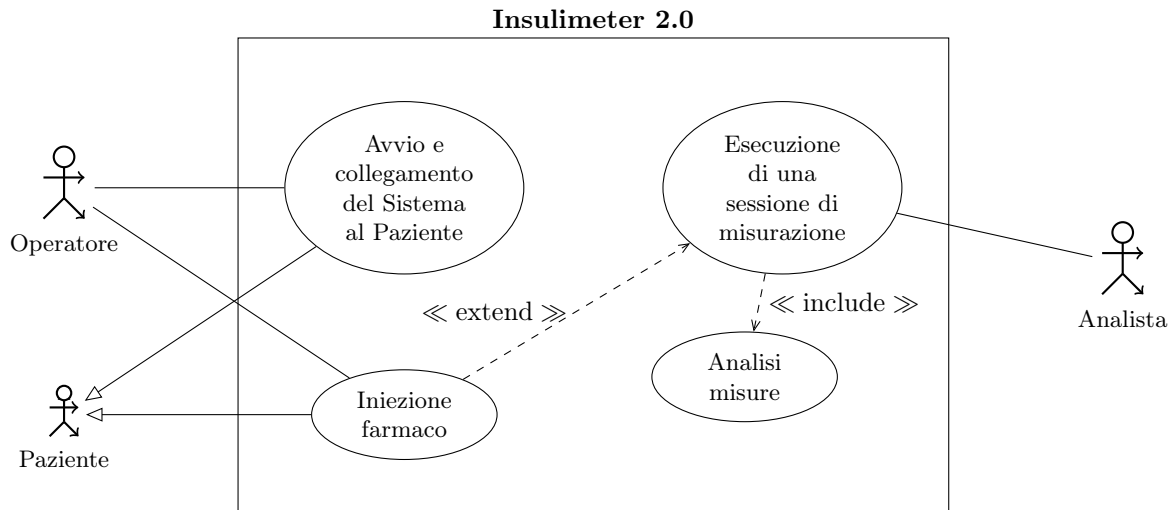 Insulimeter 2.0
Avvio e
collegamento
del Sistema
al Paziente
Esecuzione
di una
sessione di
misurazione
Operatore
≪ extend ≫
≪ include ≫
Analista
Analisi
misure
Iniezione
farmaco
Paziente